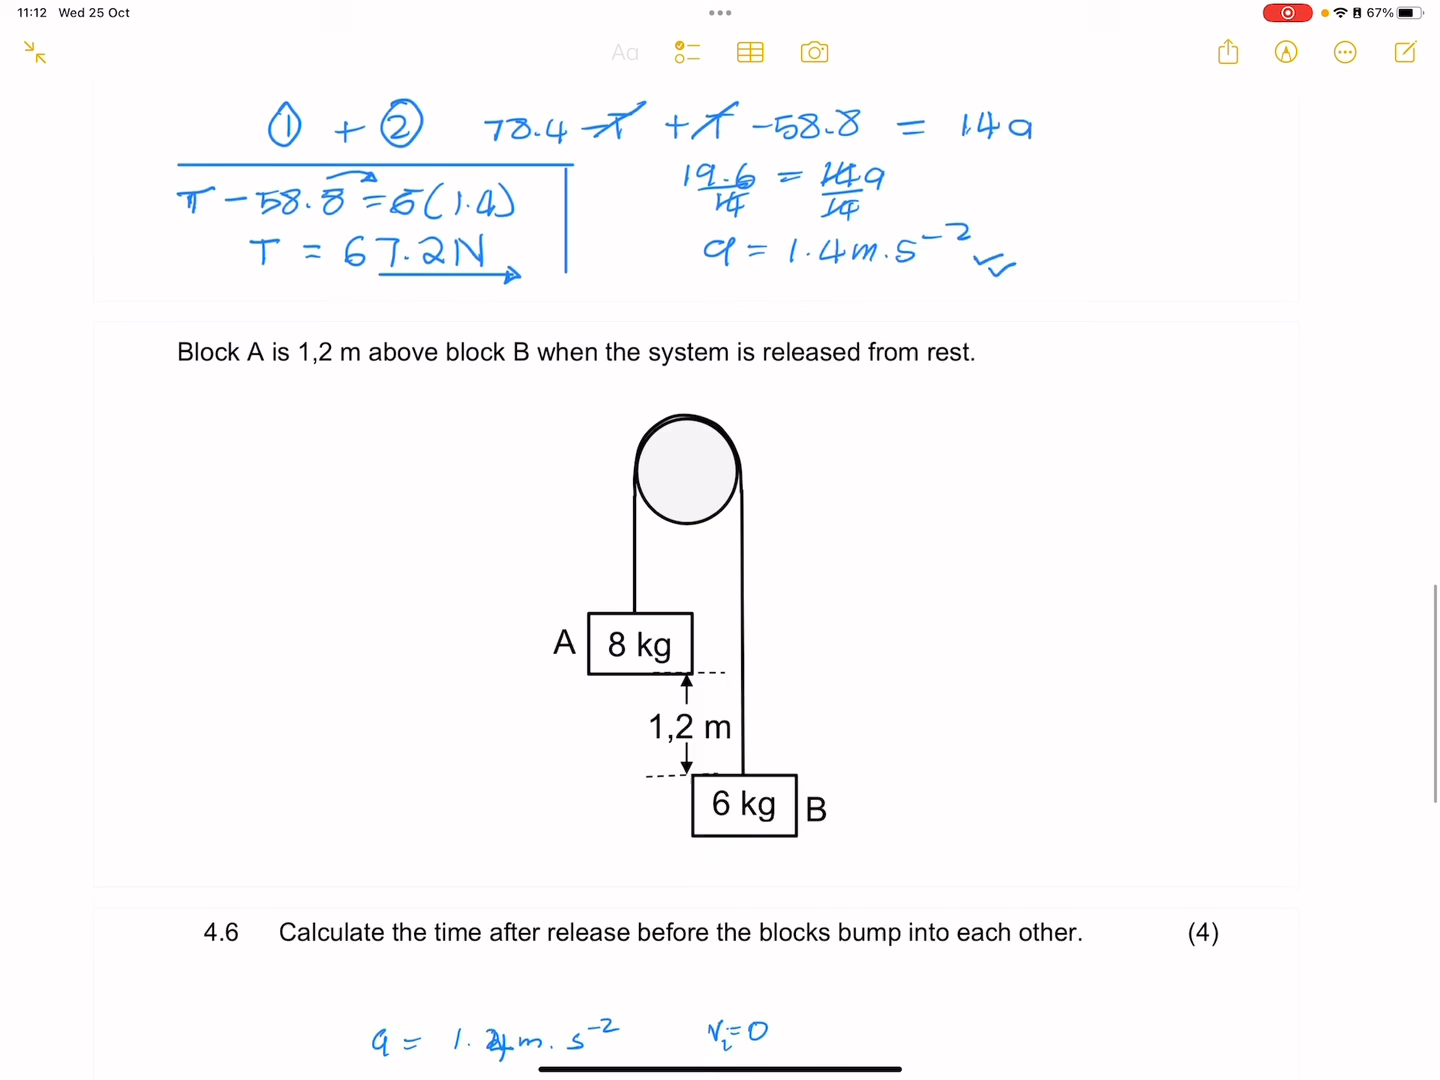 11:12 Wed 25 Oct
67%
Aa
① + ② 78.4 - T + T - 58.8 = 14a
19.6 = 14a
14 14
T - 58.8 = 6(1.4)
T = 67.2N
a = 1.4m.s⁻²
Block A is 1,2 m above block B when the system is released from rest.
A 8 kg
1,2 m
6 kg B
4.6 Calculate the time after release before the blocks bump into each other. (4)
a = 1.4m.s⁻² vᵢ=0